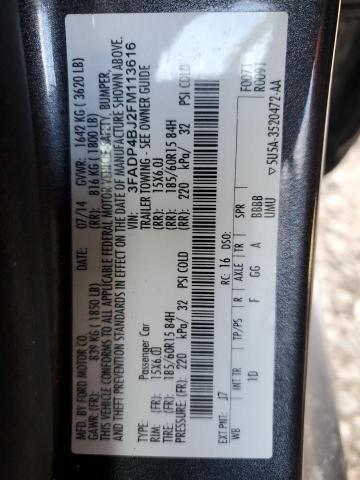 MFD. BY FORD MOTOR CO.
07/14 GVWR: 1642 KG ( 3620 LB)
GAWR: (FR): 839 KG ( 1850 LB) (RR): 816 KG ( 1800 LB)
THIS VEHICLE CONFORMS TO ALL APPLICABLE FEDERAL MOTOR VEHICLE SAFETY, BUMPER,
AND THEFT PREVENTION STANDARDS IN EFFECT ON THE DATE OF MANUFACTURE SHOWN ABOVE.
VIN: 3FADP4BJ2FM113616
TYPE: Passenger Car TRAILER TOWING - SEE OWNER GUIDE
RIM: (FR): 15X6.0J (RR): 15X6.0J
TIRE: (FR): 185/60R15 84H (RR): 185/60R15 84H
PRESSURE: (FR): 220 kPa/ 32 PSI COLD (RR): 220 kPa/ 32 PSI COLD
EXT PNT: J7 RC: 16 DSO: F0071
R0091
WB INT TR TP/PS R AXLE TR SPR
1D F GG A BBBB
UMU
▽5U5A-3520472-AA